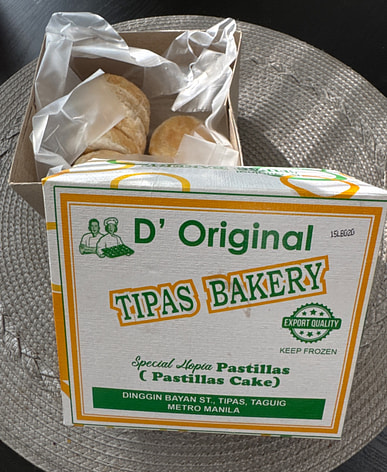 D' Original
15LB020
TIPAS BAKERY
EXPORT QUALITY
KEEP FROZEN
Special Hopia Pastillas
( Pastillas Cake)
DINGGIN BAYAN ST., TIPAS, TAGUIG
METRO MANILA